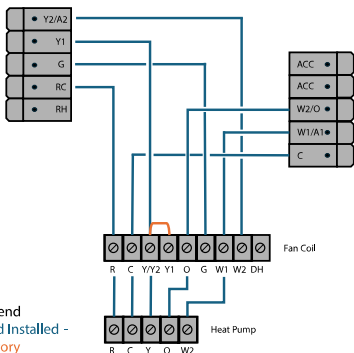 Y2/A2
Y1
G
RC
RH
ACC
ACC
W2/O
W1/A1
C
Fan Coil
R C Y/Y2 Y1 O G W1 W2 DH
end
d Installed -
ory
Heat Pump
R C Y O W2